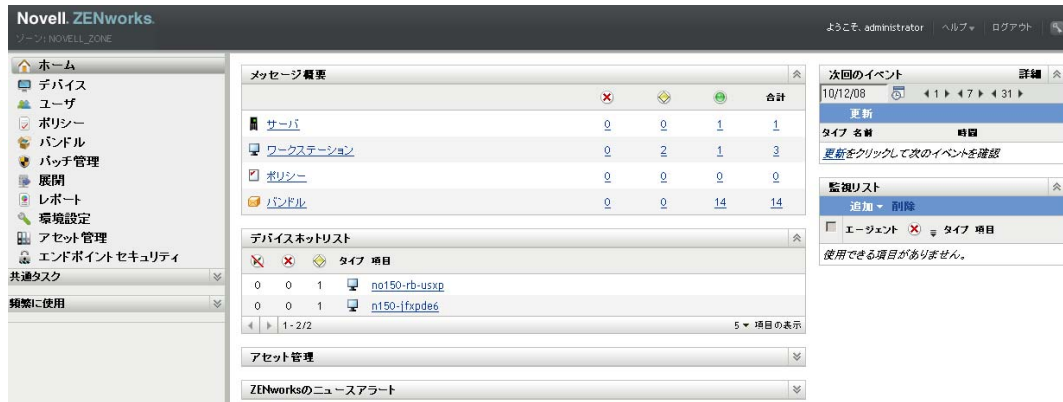 Novell. ZENworks.
ゾーン: NOVELL_ZONE
ようこそ、administrator ヘルプ ログアウト
ホーム
デバイス
ユーザ
ポリシー
バンドル
パッチ管理
展開
レポート
環境設定
アセット管理
エンドポイントセキュリティ
共通タスク
頻繁に使用
メッセージ概要
合計
サーバ 0 0 1 1
ワークステーション 0 2 1 3
ポリシー 0 0 0 0
バンドル 0 0 14 14
デバイスホットリスト
タイプ 項目
0 0 1 no150-rb-usxp
0 0 1 n150-jfxpde6
1 - 2/2 5 項目の表示
アセット管理
ZENworksのニュースアラート
次回のイベント 詳細
10/12/08 1 7 31
更新
タイプ 名前 時間
更新をクリックして次のイベントを確認
監視リスト
追加 削除
エージェント タイプ 項目
使用できる項目がありません。